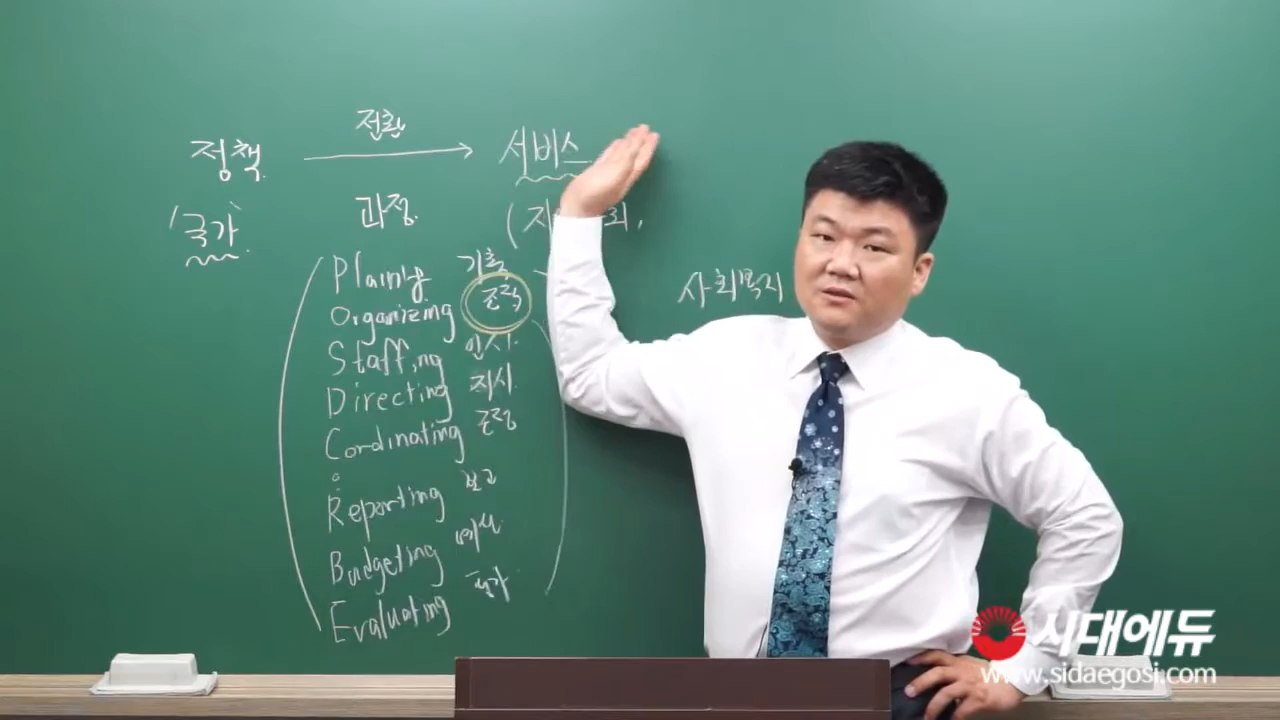 전환
정책 → 서비스
국가 과정 (지
Planing 기획
Organizing 조직
사회복지
Staffing 인사
Directing 지시
Cordinating 조정
Reporting 보고
Budgeting 예산
Evaluating 평가
시대에듀
www.sidaegosi.com